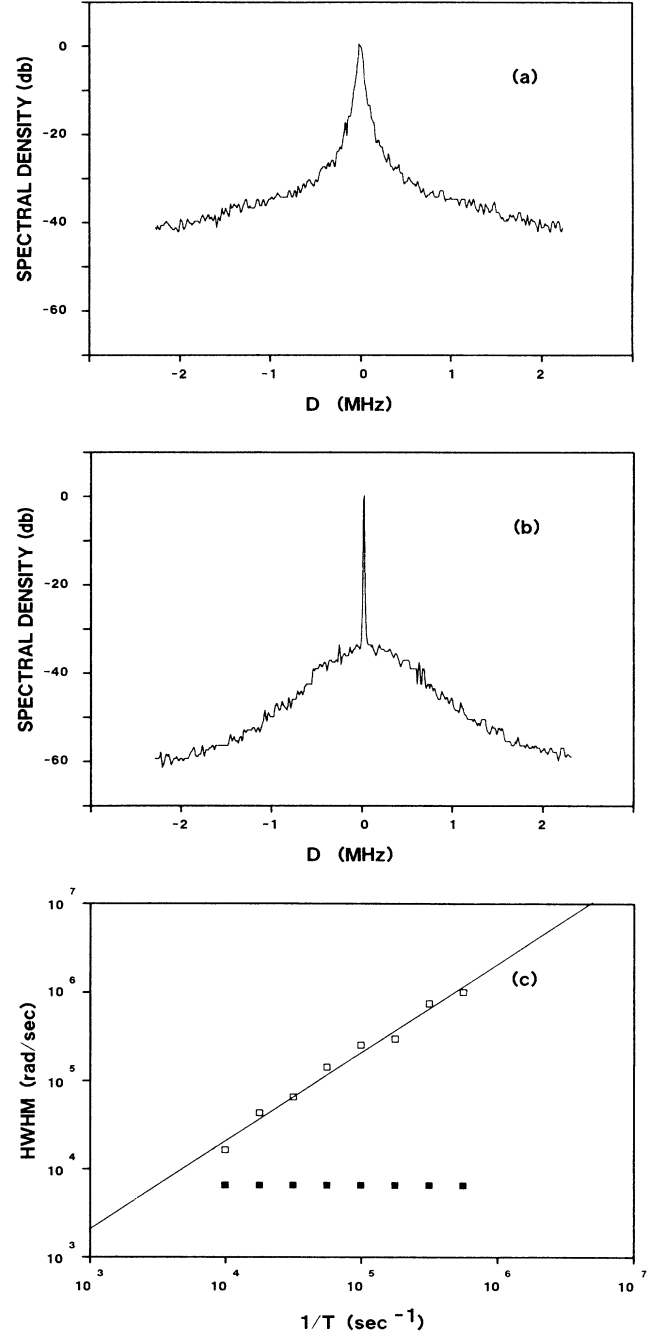 SPECTRAL DENSITY (db)
(a)
0
-20
-40
-60
-2 -1 0 1 2
D (MHz)
SPECTRAL DENSITY (db)
(b)
0
-20
-40
-60
-2 -1 0 1 2
D (MHz)
HWHM (rad/sec)
(c)
10^7
10^6
10^5
10^4
10^3
10^3 10^4 10^5 10^6 10^7
1/T (sec^-1)